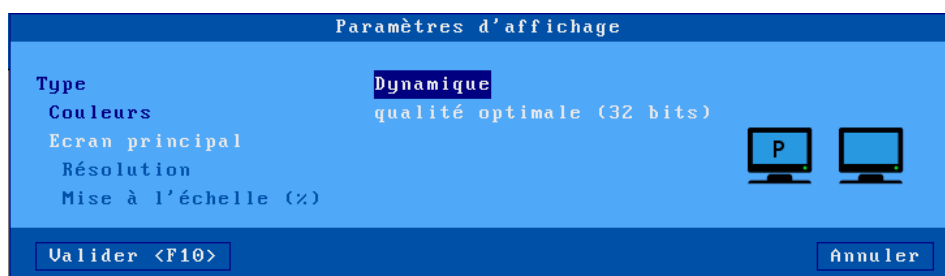 Paramètres d'affichage
Type Dynamique
Couleurs qualité optimale (32 bits)
Ecran principal
P
Résolution
Mise à l'échelle (%)
Valider <F10> Annuler